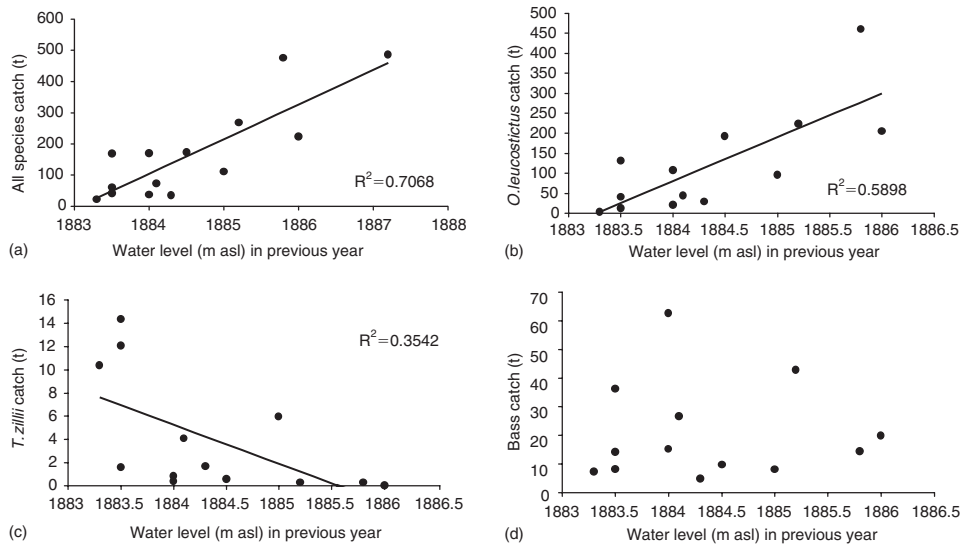 600
500
400
300
200
100
0
All species catch (t)
R²=0.7068
1883 1884 1885 1886 1887 1888
(a) Water level (m asl) in previous year
500
450
400
350
300
250
200
150
100
50
0
O.leucostictus catch (t)
R²=0.5898
1883 1883.5 1884 1884.5 1885 1885.5 1886 1886.5
(b) Water level (m asl) in previous year
16
14
12
10
8
6
4
2
0
T.zillii catch (t)
R²=0.3542
1883 1883.5 1884 1884.5 1885 1885.5 1886 1886.5
(c) Water level (m asl) in previous year
70
60
50
40
30
20
10
0
Bass catch (t)
1883 1883.5 1884 1884.5 1885 1885.5 1886 1886.5
(d) Water level (m asl) in previous year